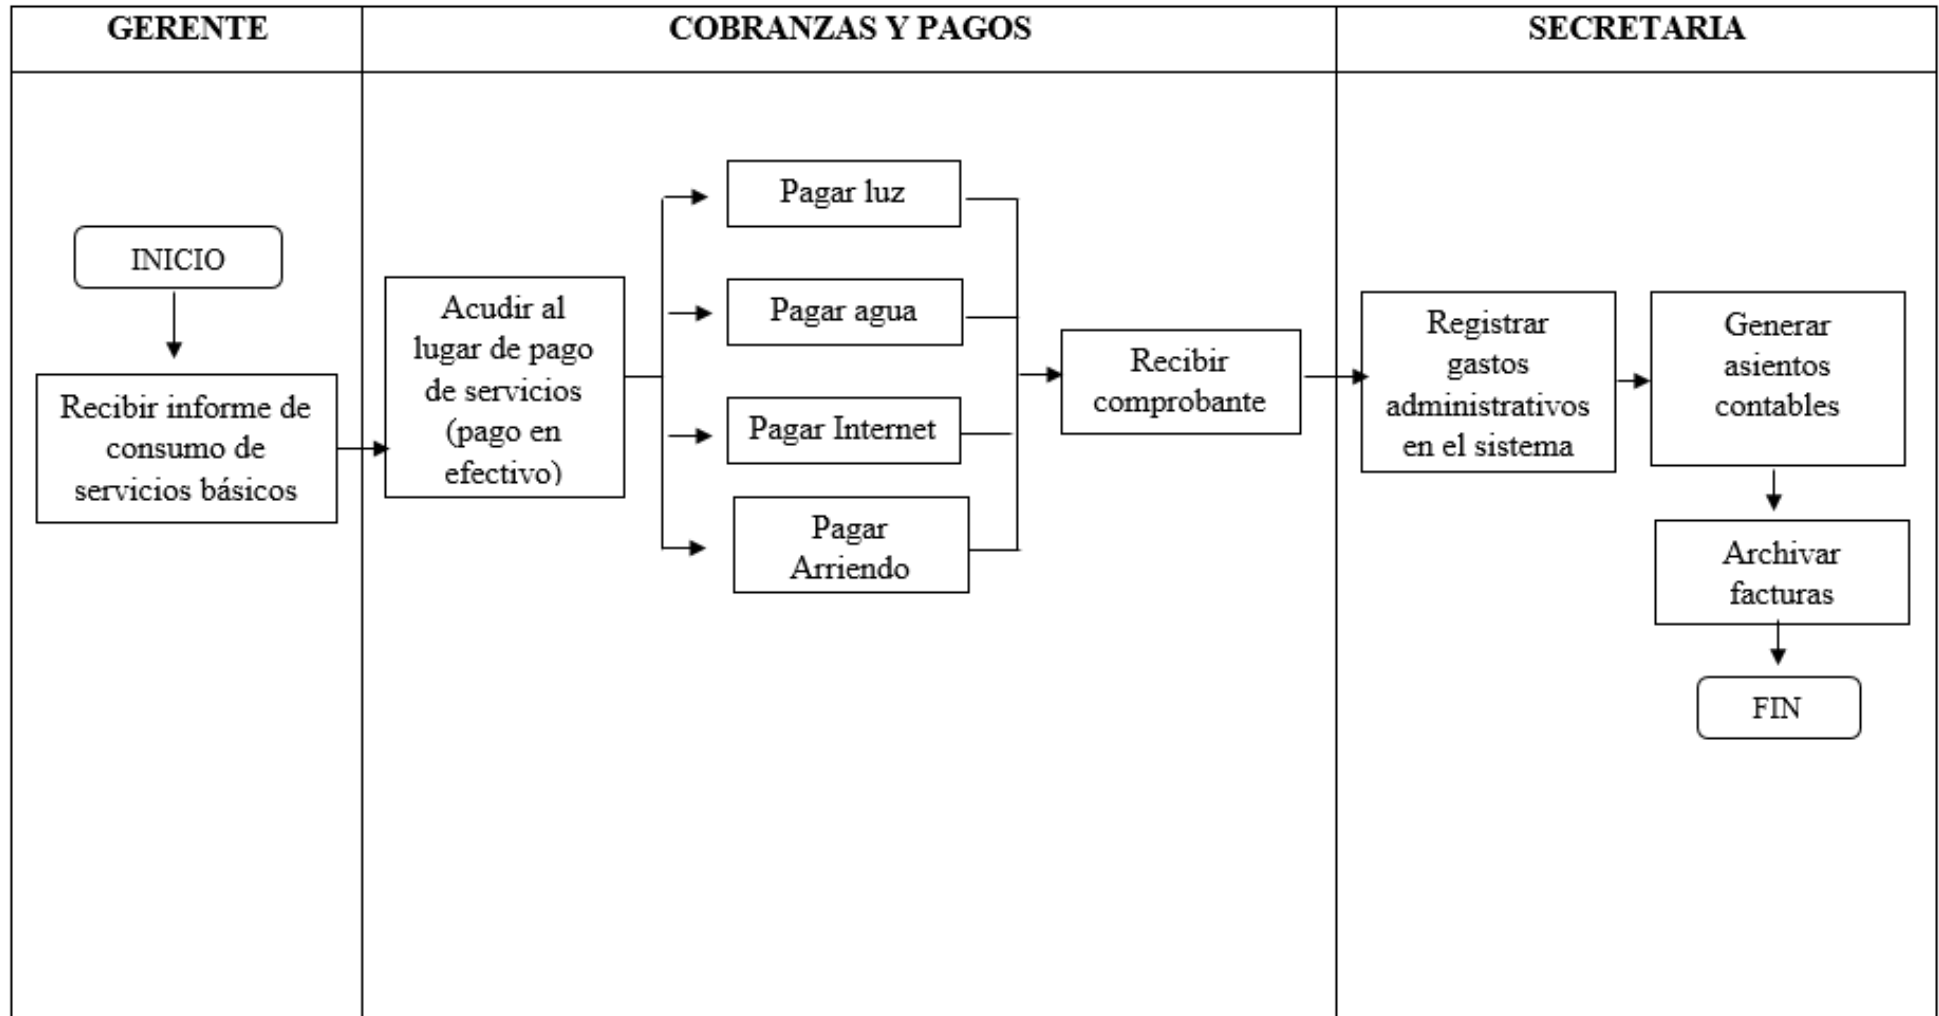 GERENTE
COBRANZAS Y PAGOS
SECRETARIA
INICIO
Recibir informe de
consumo de
servicios básicos
Acudir al
lugar de pago
de servicios
(pago en
efectivo)
Pagar luz
Pagar agua
Pagar Internet
Pagar
Arriendo
Recibir
comprobante
Registrar
gastos
administrativos
en el sistema
Generar
asientos
contables
Archivar
facturas
FIN